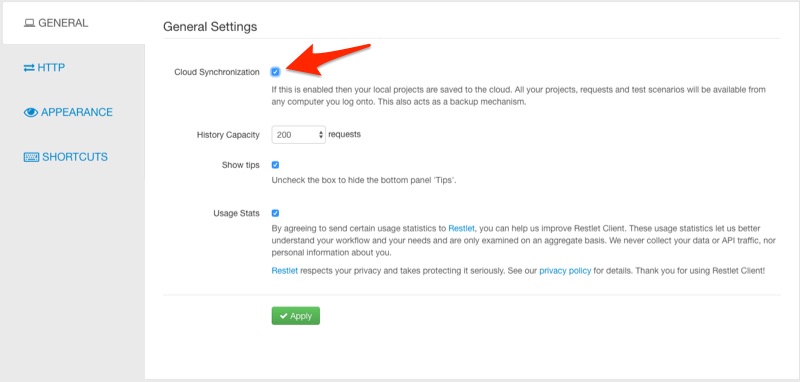 GENERAL
HTTP
APPEARANCE
SHORTCUTS
General Settings
Cloud Synchronization
If this is enabled then your local projects are saved to the cloud. All your projects, requests and test scenarios will be available from
any computer you log onto. This also acts as a backup mechanism.
History Capacity 200 requests
Show tips
Uncheck the box to hide the bottom panel 'Tips'.
Usage Stats
By agreeing to send certain usage statistics to Restlet, you can help us improve Restlet Client. These usage statistics let us better
understand your workflow and your needs and are only examined on an aggregate basis. We never collect your data or API traffic, nor
personal information about you.
Restlet respects your privacy and takes protecting it seriously. See our privacy policy for details. Thank you for using Restlet Client!
Apply